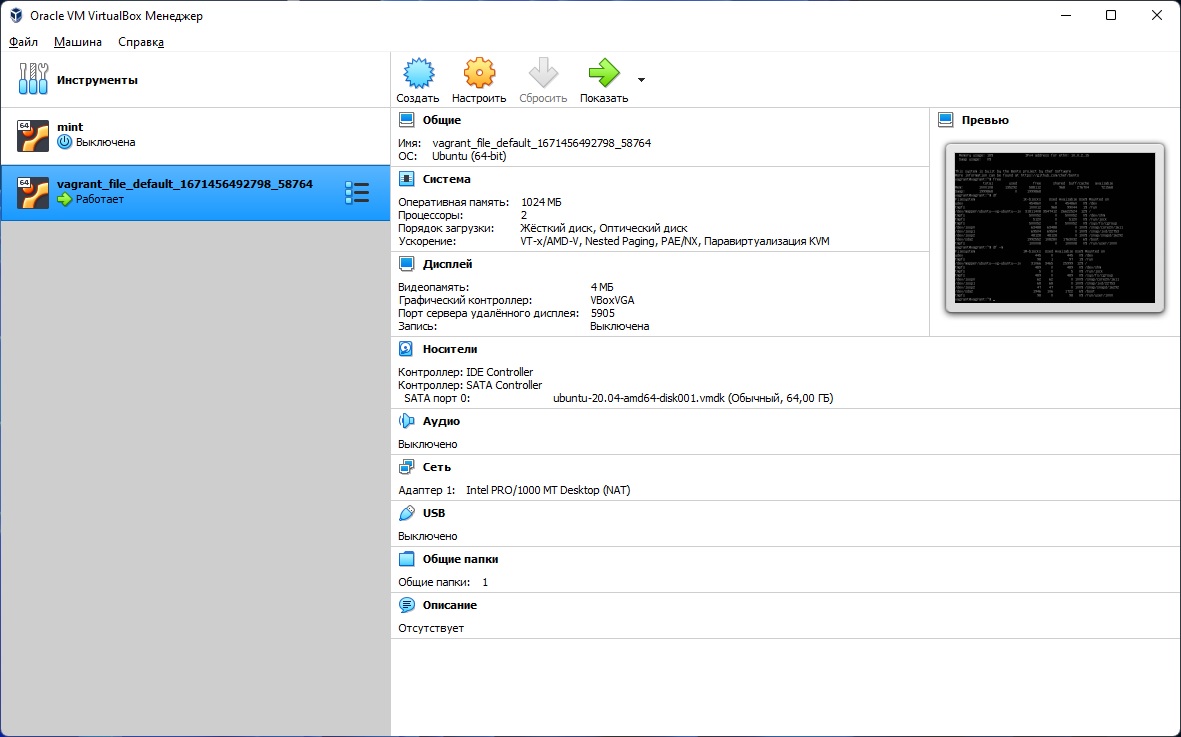 Oracle VM VirtualBox Менеджер
Файл Машина Справка
Инструменты
64
mint
Выключена
64
vagrant_file_default_1671456492798_58764
Работает
Создать Настроить Сбросить Показать
Общие
Имя: vagrant_file_default_1671456492798_58764
ОС: Ubuntu (64-bit)
Система
Оперативная память: 1024 МБ
Процессоры: 2
Порядок загрузки: Жёсткий диск, Оптический диск
Ускорение: VT-x/AMD-V, Nested Paging, PAE/NX, Паравиртуализация KVM
Дисплей
Видеопамять: 4 МБ
Графический контроллер: VBoxVGA
Порт сервера удалённого дисплея: 5905
Запись: Выключена
Превью
Носители
Контроллер: IDE Controller
Контроллер: SATA Controller
SATA порт 0: ubuntu-20.04-amd64-disk001.vmdk (Обычный, 64,00 ГБ)
Аудио
Выключено
Сеть
Адаптер 1: Intel PRO/1000 MT Desktop (NAT)
USB
Выключено
Общие папки
Общие папки: 1
Описание
Отсутствует